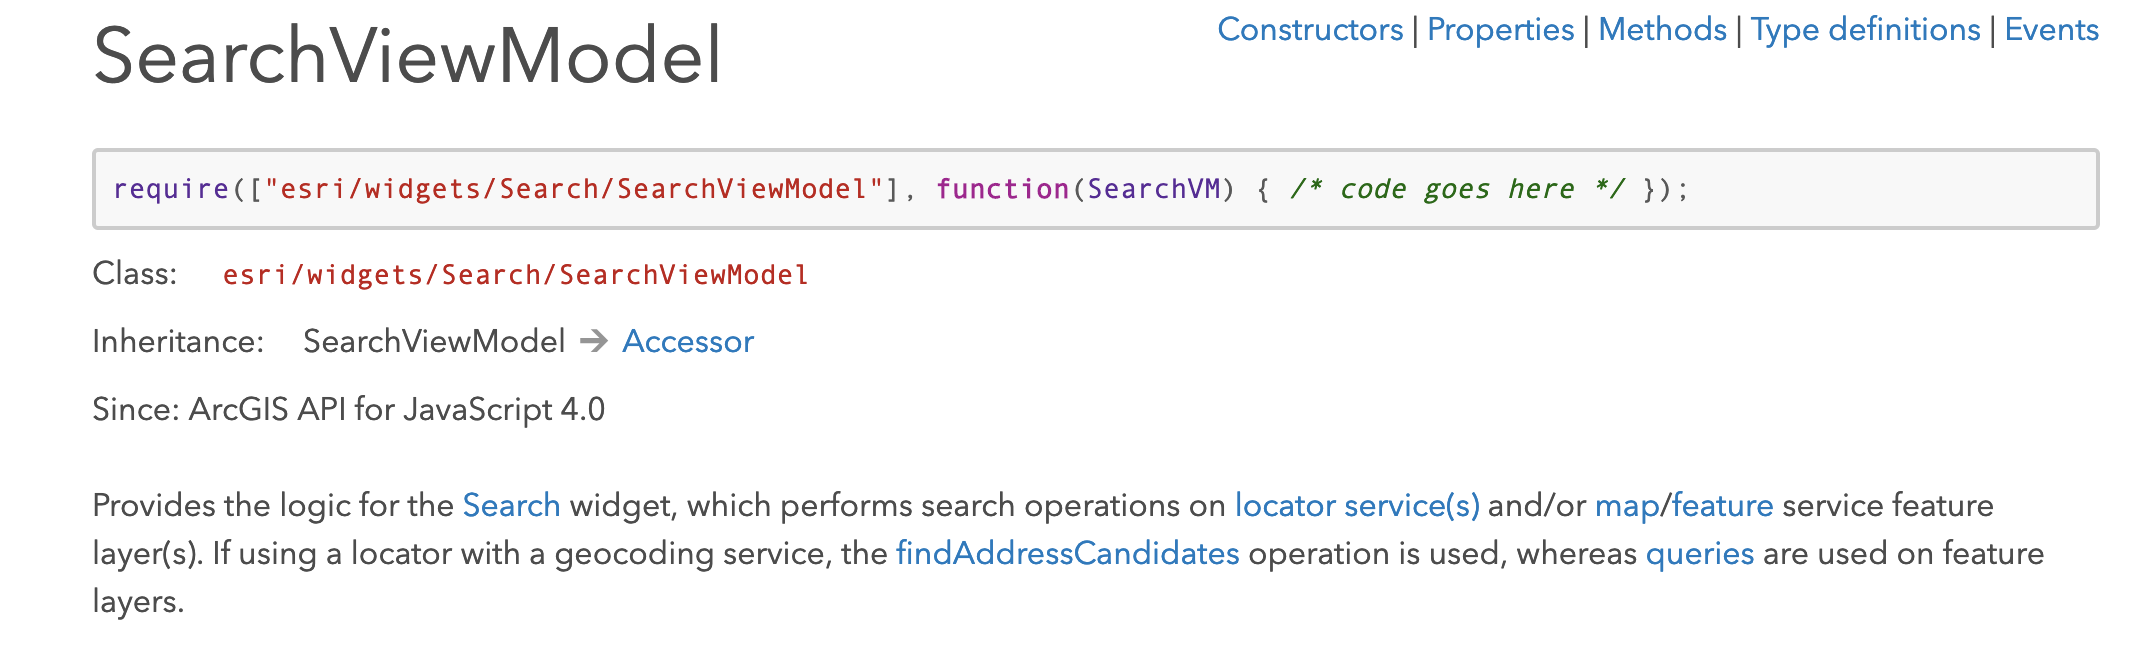 SearchViewModel
Constructors | Properties | Methods | Type definitions | Events
require(["esri/widgets/Search/SearchViewModel"], function(SearchVM) { /* code goes here */ });
Class: esri/widgets/Search/SearchViewModel
Inheritance: SearchViewModel → Accessor
Since: ArcGIS API for JavaScript 4.0
Provides the logic for the Search widget, which performs search operations on locator service(s) and/or map/feature service feature
layer(s). If using a locator with a geocoding service, the findAddressCandidates operation is used, whereas queries are used on feature
layers.